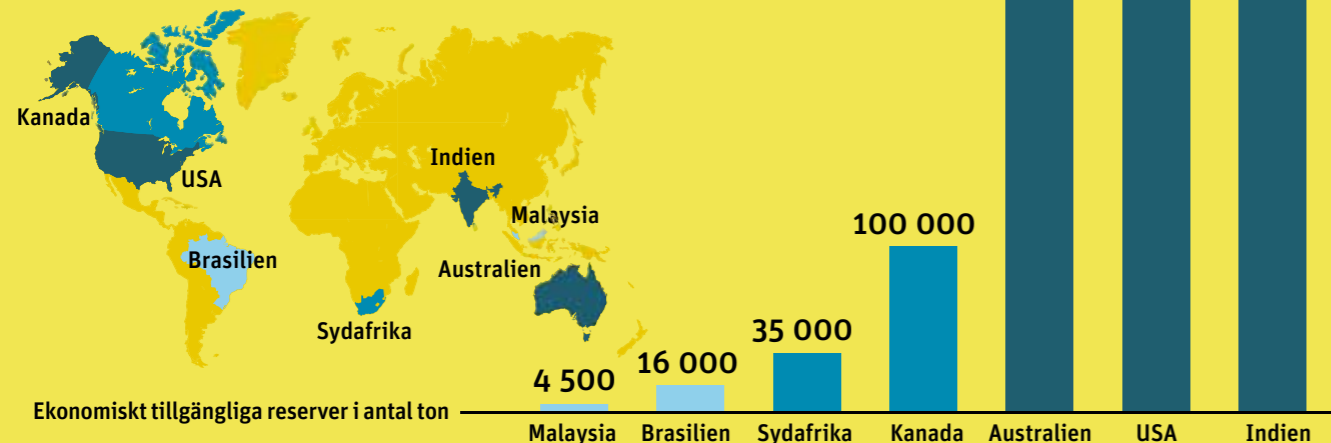 Kanada
USA
Indien
Malaysia
Brasilien
Australien
Sydafrika
100 000
35 000
16 000
4 500
Ekonomiskt tillgängliga reserver i antal ton
Malaysia Brasilien Sydafrika Kanada Australien USA Indien